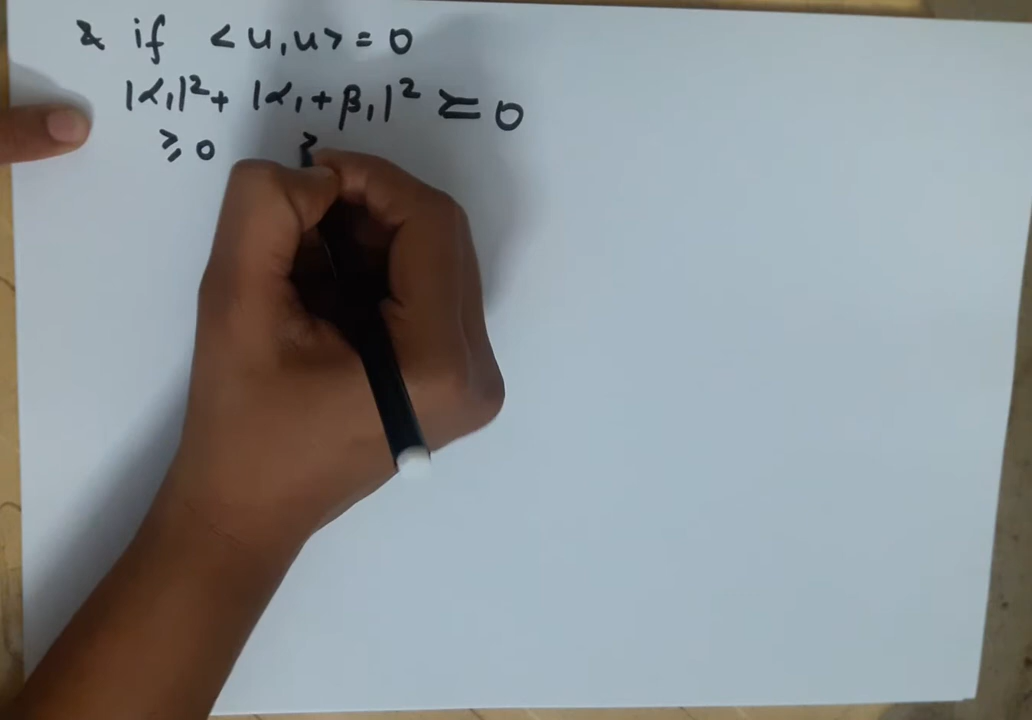 & if <u,u> = 0
|α₁|² + |α₁ + β₁|² ≥= 0
≥ 0 ≥